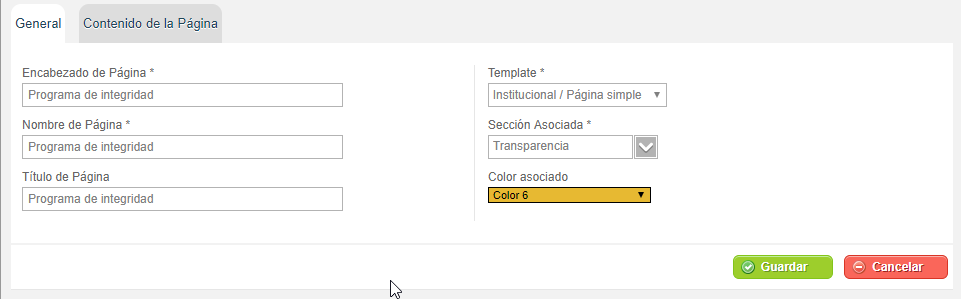 General
Contenido de la Página
Encabezado de Página *
Programa de integridad
Nombre de Página *
Programa de integridad
Título de Página
Programa de integridad
Template *
Institucional / Página simple
Sección Asociada *
Transparencia
Color asociado
Color 6
Guardar
Cancelar